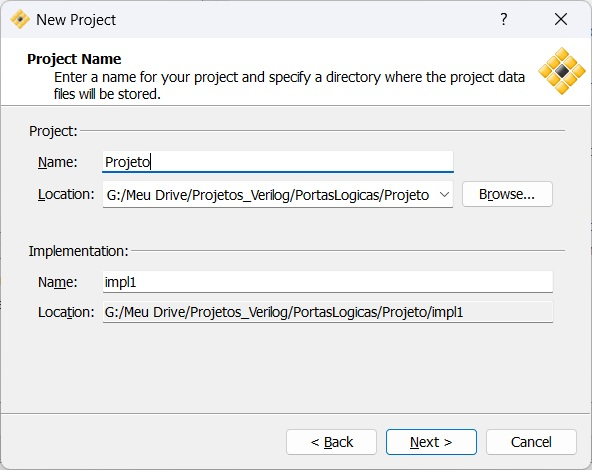 New Project
Project Name
Enter a name for your project and specify a directory where the project data
files will be stored.
Project:
Name: Projeto
Location: G:/Meu Drive/Projetos_Verilog/PortasLogicas/Projeto Browse...
Implementation:
Name: impl1
Location: G:/Meu Drive/Projetos_Verilog/PortasLogicas/Projeto/impl1
< Back Next > Cancel